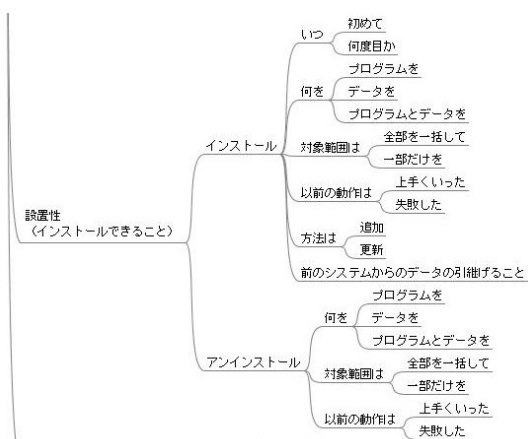 設置性
(インストールできること)
インストール
いつ
初めて
何度目か
何を
プログラムを
データを
プログラムとデータを
対象範囲は
全部を一括して
一部だけを
以前の動作は
上手くいった
失敗した
方法は
追加
更新
前のシステムからのデータの引継げること
アンインストール
何を
プログラムを
データを
プログラムとデータを
対象範囲は
全部を一括して
一部だけを
以前の動作は
上手くいった
失敗した